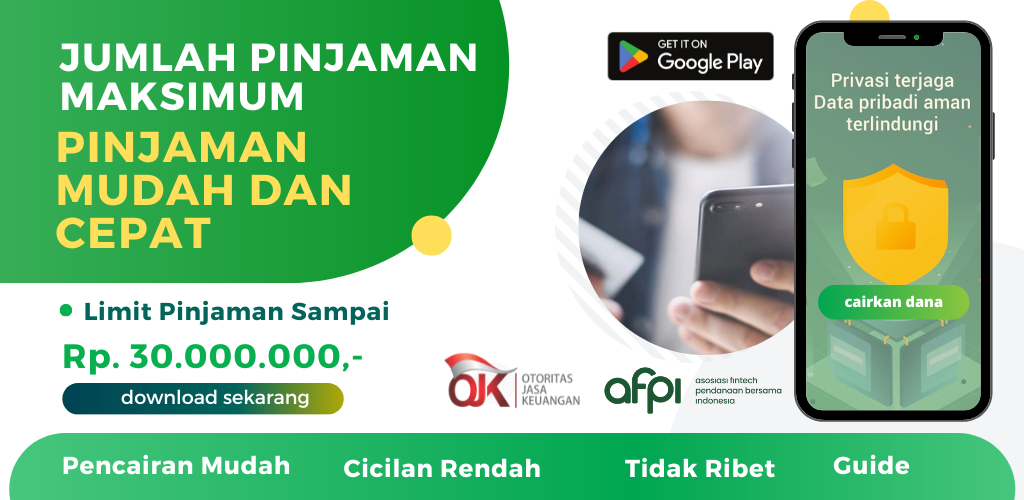 JUMLAH PINJAMAN
MAKSIMUM
PINJAMAN
MUDAH DAN
CEPAT
Limit Pinjaman Sampai
Rp. 30.000.000,-
download sekarang
GET IT ON
Google Play
Privasi terjaga
Data pribadi aman
terlindungi
cairkan dana
OJK
OTORITAS
JASA
KEUANGAN
afpi
asosiasi fintech
pendanaan bersama
indonesia
Pencairan Mudah
Cicilan Rendah
Tidak Ribet
Guide